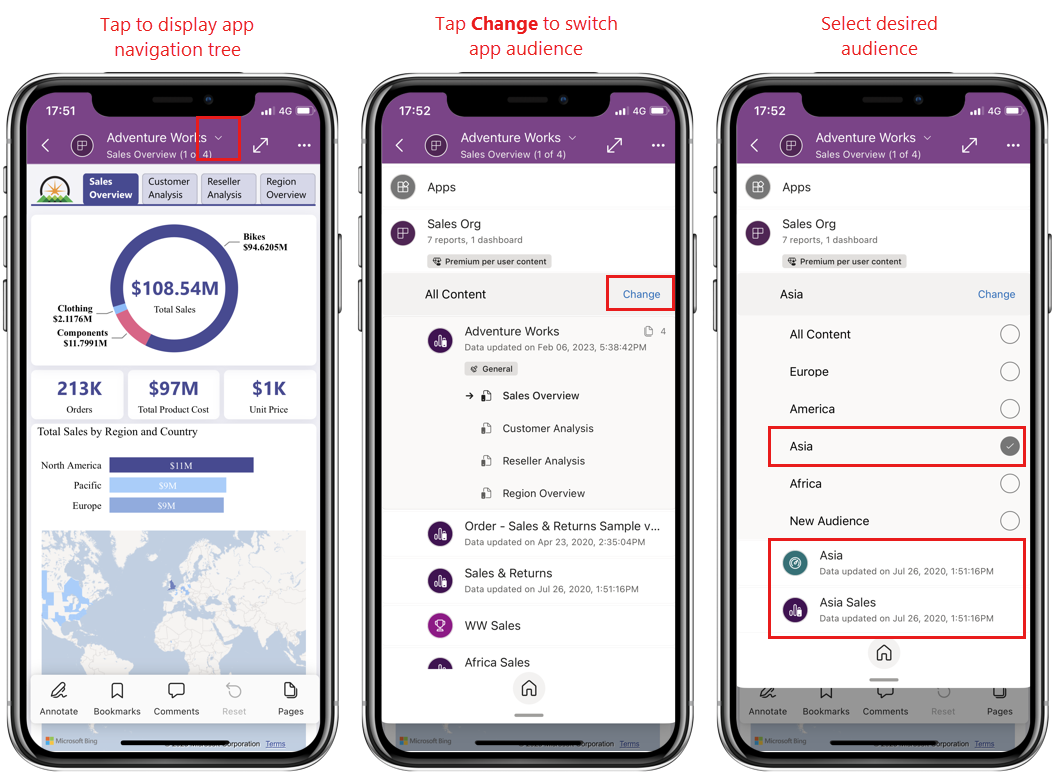 Tap to display app
navigation tree
17:51
4G
Adventure Works
Sales Overview (1 of 4)
Sales
Overview
Customer
Analysis
Reseller
Analysis
Region
Overview
Bikes
$94.6205M
$108.54M
Total Sales
Clothing
$2.1176M
Components
$11.7991M
213K
Orders
$97M
Total Product Cost
$1K
Unit Price
Total Sales by Region and Country
North America
$11M
Pacific
$9M
Europe
$9M
Annotate
Bookmarks
Comments
Reset
Pages
Microsoft Bing
Corporation
Terms
Tap Change to switch
app audience
17:52
4G
Adventure Works
Sales Overview (1 of 4)
Apps
Sales Org
7 reports, 1 dashboard
Premium per user content
All Content
Change
Adventure Works
4
Data updated on Feb 06, 2023, 5:38:42PM
General
Sales Overview
Customer Analysis
Reseller Analysis
Region Overview
Order - Sales & Returns Sample v...
Data updated on Apr 23, 2020, 2:35:04PM
Sales & Returns
Data updated on Jul 26, 2020, 1:51:16PM
WW Sales
Africa Sales
Microsoft Bing
Corporation
Terms
Select desired
audience
17:52
4G
Adventure Works
Sales Overview (1 of 4)
Apps
Sales Org
7 reports, 1 dashboard
Premium per user content
Asia
Change
All Content
Europe
America
Asia
Africa
New Audience
Asia
Data updated on Jul 26, 2020, 1:51:16PM
Asia Sales
Data updated on Jul 26, 2020, 1:51:16PM
Annotate
Bookmarks
Comments
Reset
Pages
Microsoft Bing
Corporation
Terms